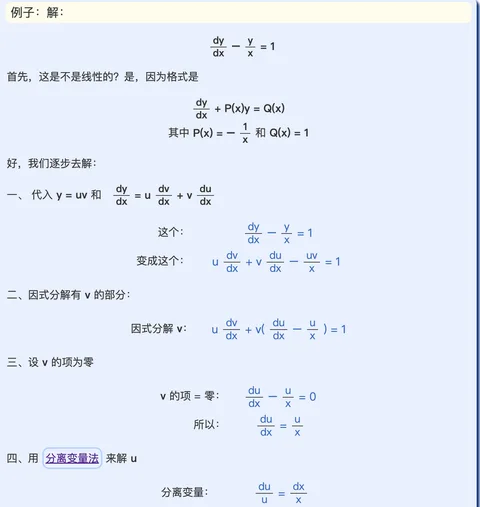 例子：解：
dy/dx − y/x = 1
首先，这是不是线性的？是，因为格式是
dy/dx + P(x)y = Q(x)
其中 P(x) = − 1/x 和 Q(x) = 1
好，我们逐步去解：
一、 代入 y = uv 和 dy/dx = u dv/dx + v du/dx
这个： dy/dx − y/x = 1
变成这个： u dv/dx + v du/dx − uv/x = 1
二、因式分解有 v 的部分：
因式分解 v： u dv/dx + v( du/dx − u/x ) = 1
三、设 v 的项为零
v 的项 = 零： du/dx − u/x = 0
所以： du/dx = u/x
四、用 分离变量法 来解 u
分离变量： du/u = dx/x